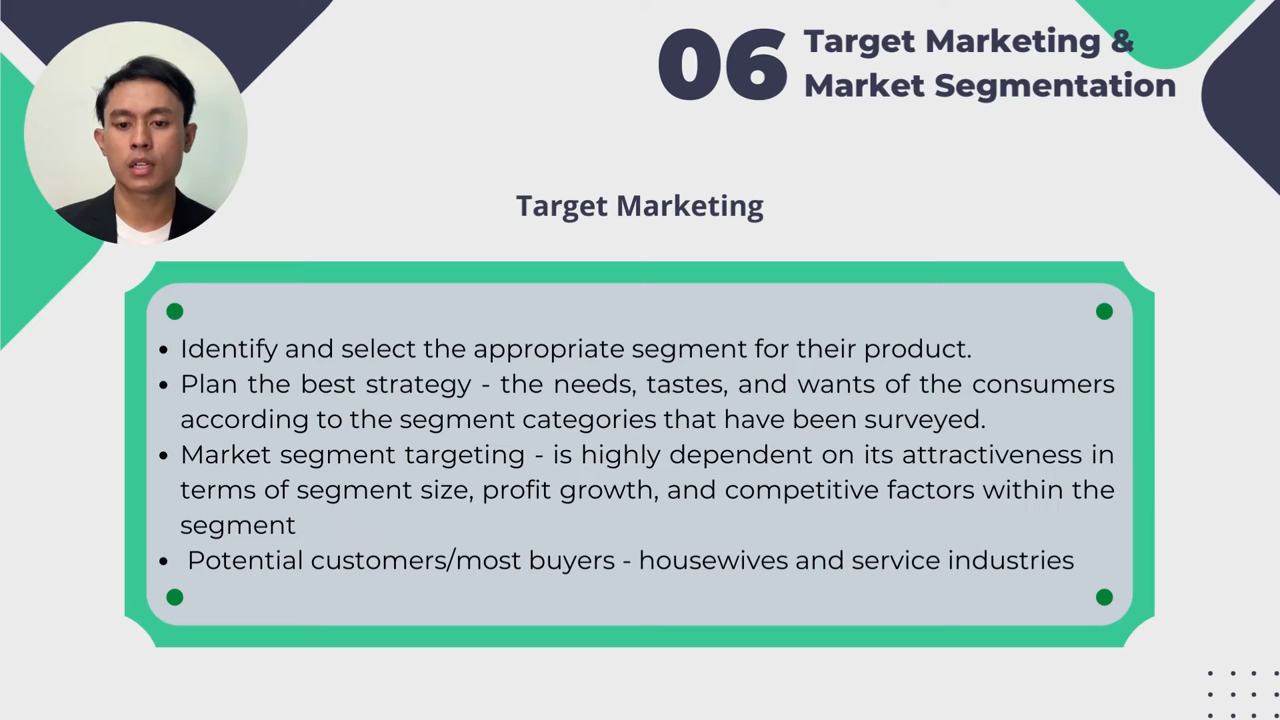 06
Target Marketing &
Market Segmentation
Target Marketing
• Identify and select the appropriate segment for their product.
• Plan the best strategy - the needs, tastes, and wants of the consumers
according to the segment categories that have been surveyed.
• Market segment targeting - is highly dependent on its attractiveness in
terms of segment size, profit growth, and competitive factors within the
segment
• Potential customers/most buyers - housewives and service industries